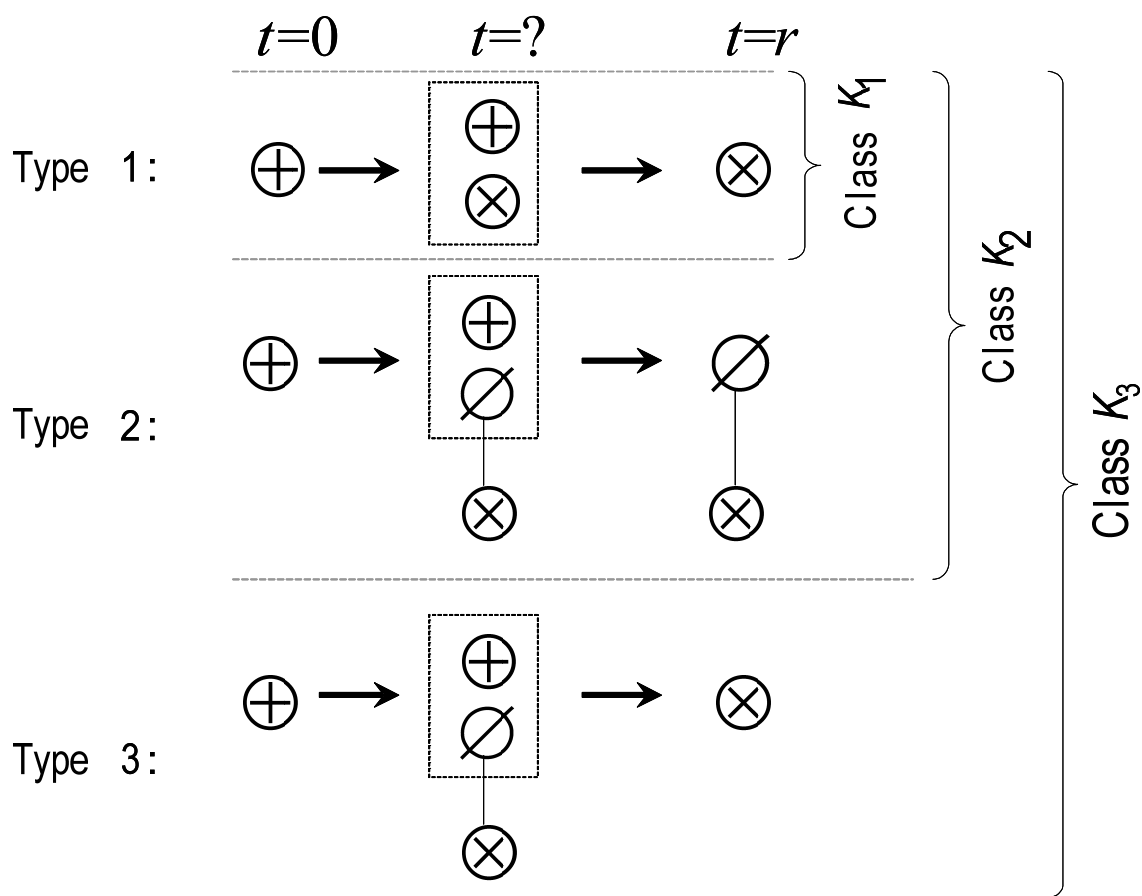 t=0 t=? t=r
Type 1:
Class K1
Type 2:
Class K2
Type 3:
Class K3